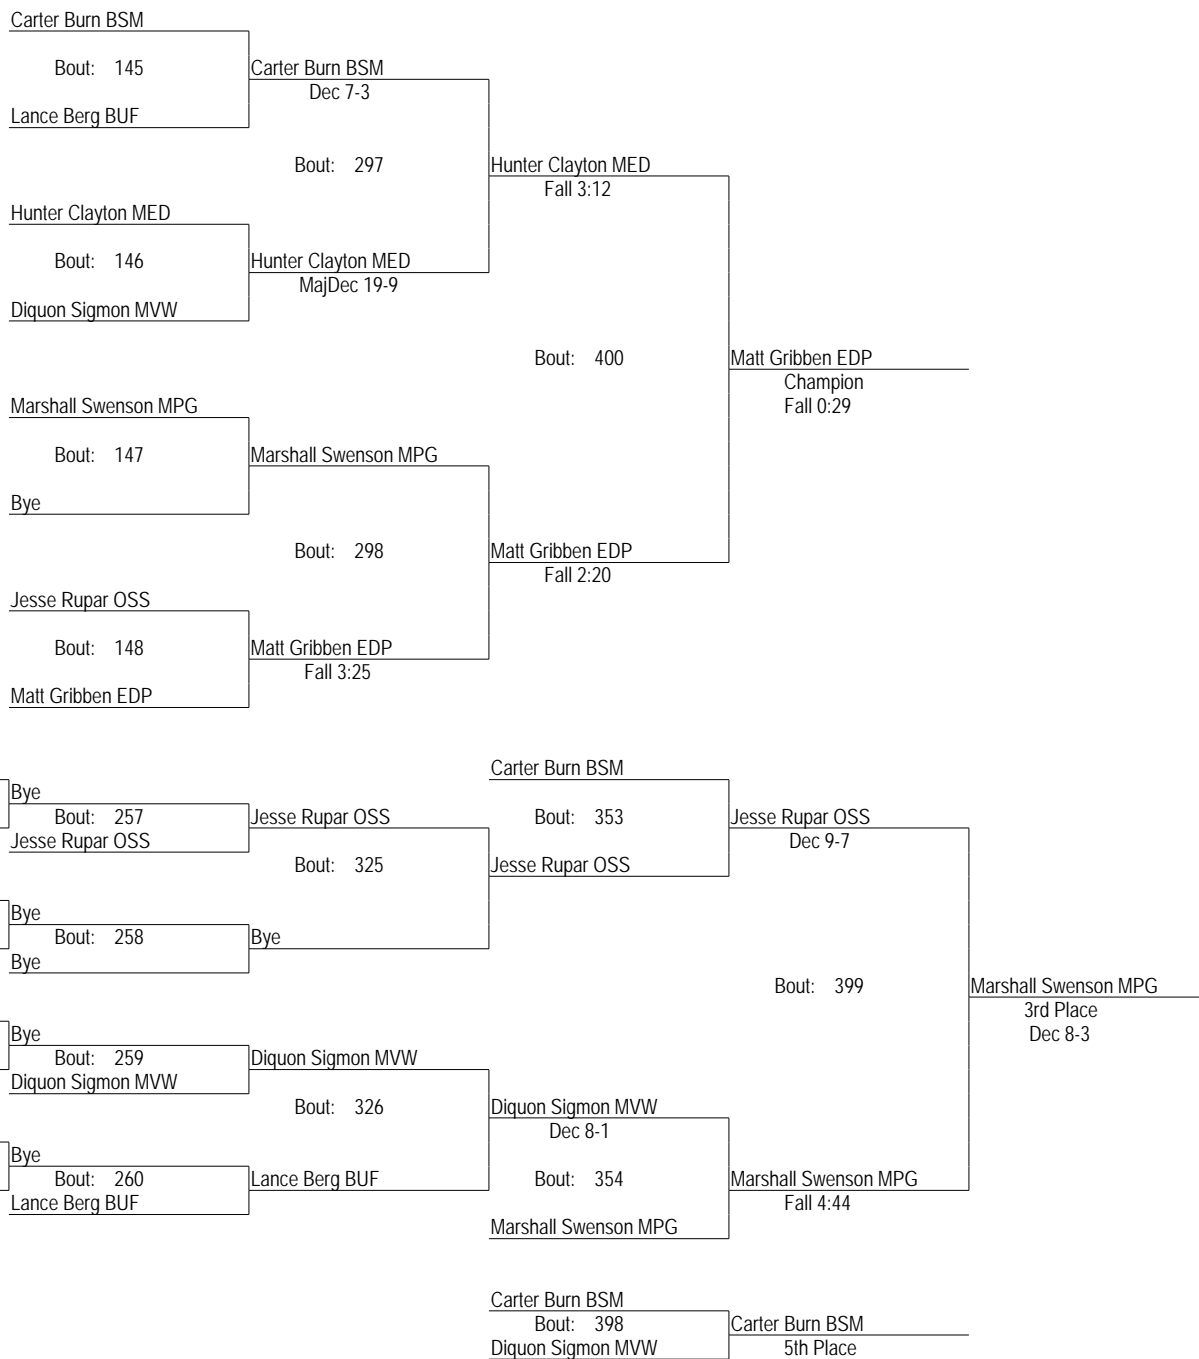 Carter Burn BSM
Bout: 145
Carter Burn BSM
Dec 7-3
Lance Berg BUF
Bout: 297
Hunter Clayton MED
Fall 3:12
Hunter Clayton MED
Bout: 146
Hunter Clayton MED
MajDec 19-9
Diquon Sigmon MVW
Bout: 400
Matt Gribben EDP
Champion
Fall 0:29
Marshall Swenson MPG
Bout: 147
Marshall Swenson MPG
Bye
Bout: 298
Matt Gribben EDP
Fall 2:20
Jesse Rupar OSS
Bout: 148
Matt Gribben EDP
Fall 3:25
Matt Gribben EDP
Carter Burn BSM
Bye
Bout: 257
Jesse Rupar OSS
Bout: 353
Jesse Rupar OSS
Dec 9-7
Jesse Rupar OSS
Bout: 325
Jesse Rupar OSS
Bye
Bout: 258
Bye
Bye
Bout: 399
Marshall Swenson MPG
3rd Place
Dec 8-3
Bye
Bout: 259
Diquon Sigmon MVW
Diquon Sigmon MVW
Bout: 326
Diquon Sigmon MVW
Dec 8-1
Bye
Bout: 260
Lance Berg BUF
Bout: 354
Marshall Swenson MPG
Fall 4:44
Lance Berg BUF
Marshall Swenson MPG
Carter Burn BSM
Bout: 398
Carter Burn BSM
Diquon Sigmon MVW
5th Place